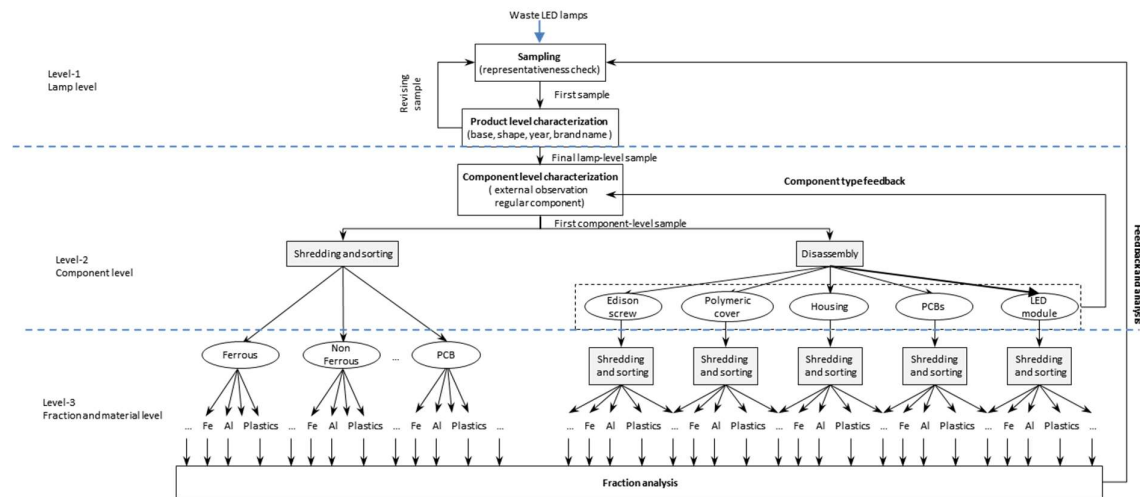 Waste LED lamps
Sampling
(representativeness check)
Level-1
Lamp level
Revising
sample
First sample
Product level characterization
(base, shape, year, brand name )
Final lamp-level sample
Component level characterization
( external observation
regular component)
Component type feedback
First component-level sample
Feedback and analysis
Level-2
Component level
Shredding and sorting
Disassembly
Edison
screw
Polymeric
cover
Housing
PCBs
LED
module
Ferrous
Non
Ferrous
...
PCB
Shredding
and sorting
Shredding
and sorting
Shredding
and sorting
Shredding
and sorting
Shredding
and sorting
Level-3
Fraction and material level
... Fe Al Plastics ... Fe Al Plastics ... Fe Al Plastics ... ... Fe Al Plastics ... Fe Al Plastics ... Fe Al Plastics ... Fe Al Plastics ... Fe Al Plastics ...
Fraction analysis